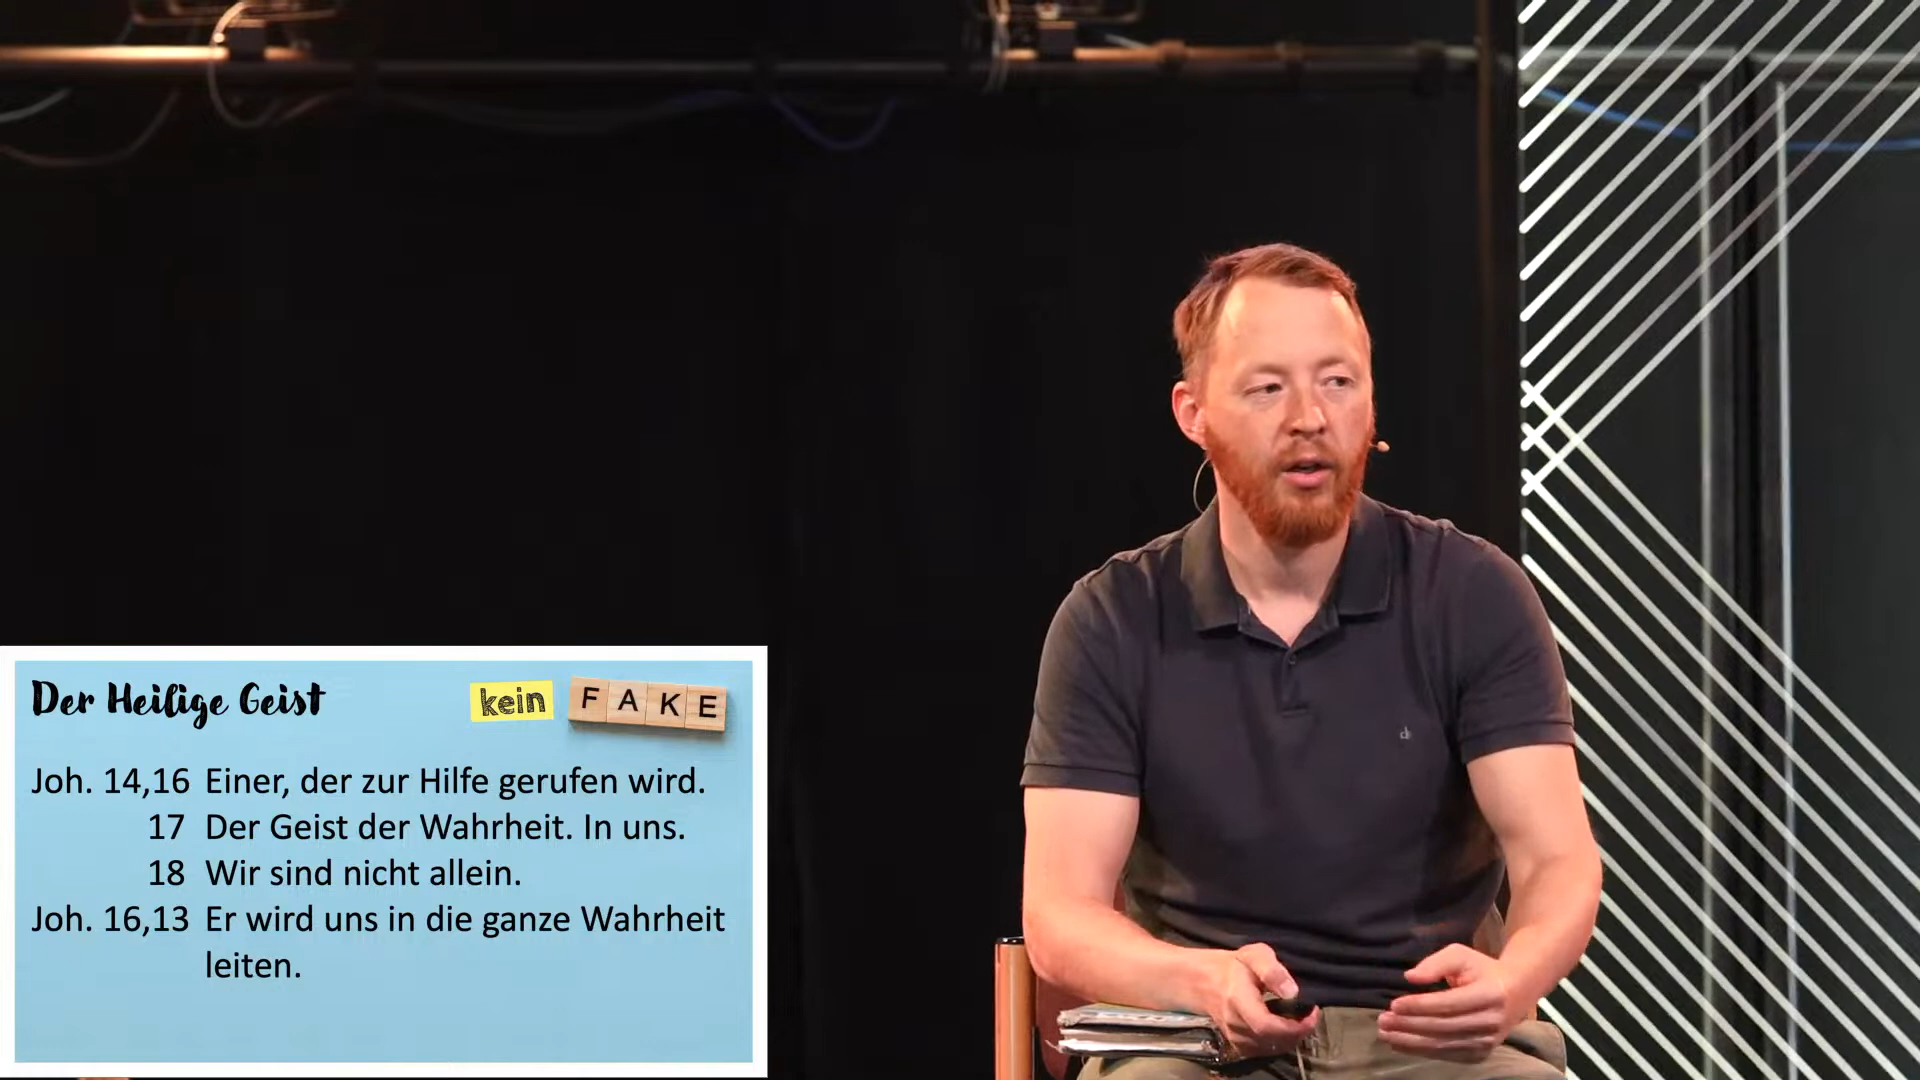 Der Heilige Geist
kein FAKE
Joh. 14,16 Einer, der zur Hilfe gerufen wird.
17 Der Geist der Wahrheit. In uns.
18 Wir sind nicht allein.
Joh. 16,13 Er wird uns in die ganze Wahrheit
leiten.